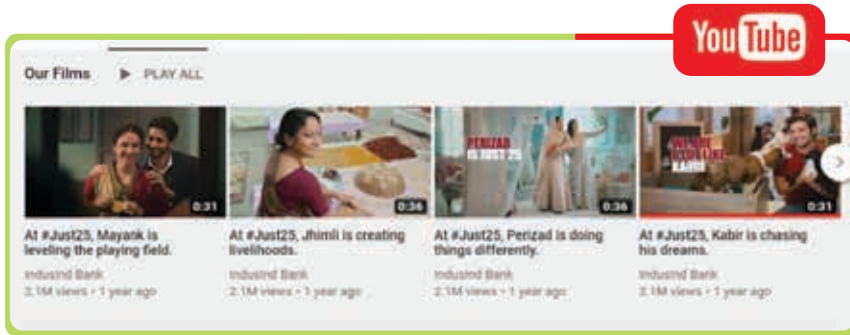 YouTube
Our Films PLAY ALL
PERIZAD
WE ARE
0:31
0:36
0:36
0:31
At #Just25, Mayank is
leveling the playing field.
IndusInd Bank
2.1M views • 1 year ago
At #Just25, Jhimli is creating
livelihoods.
IndusInd Bank
2.1M views • 1 year ago
At #Just25, Perizad is doing
things differently.
IndusInd Bank
2.1M views • 1 year ago
At #Just25, Kabir is chasing
his dreams.
IndusInd Bank
2.1M views • 1 year ago